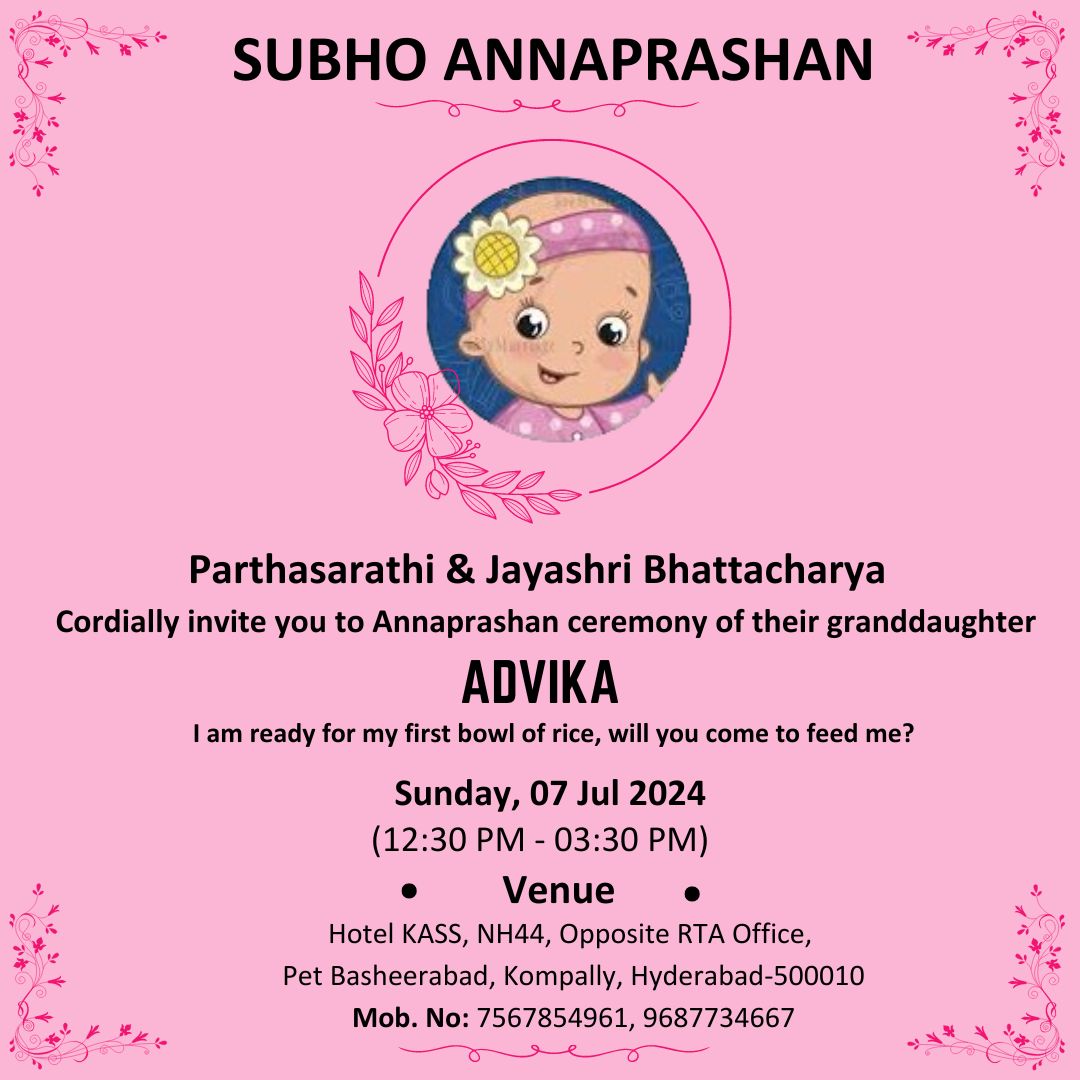 SUBHO ANNAPRASHAN
Parthasarathi & Jayashri Bhattacharya
Cordially invite you to Annaprashan ceremony of their granddaughter
ADVIKA
I am ready for my first bowl of rice, will you come to feed me?
Sunday, 07 Jul 2024
(12:30 PM - 03:30 PM)
• Venue •
Hotel KASS, NH44, Opposite RTA Office,
Pet Basheerabad, Kompally, Hyderabad-500010
Mob. No: 7567854961, 9687734667